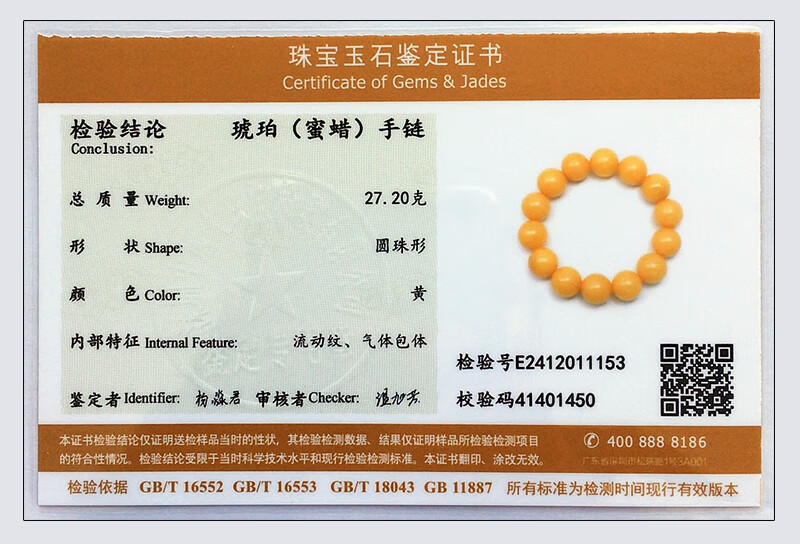 珠宝玉石鉴定证书
Certificate of Gems & Jades
检验结论 琥珀（蜜蜡）手链
Conclusion:
总质量 Weight: 27.20克
形状 Shape: 圆珠形
颜色 Color: 黄
内部特征 Internal Feature: 流动纹、气体包体
鉴定者 Identifier: 杨淼君 审核者 Checker: 温旭芳
检验号E2412011153
校验码41401450
本证书检验结论仅证明送检样品当时的性状，其检验检测数据、结果仅证明样品所检验检测项目
的符合性情况。检验结论受限于当时科学技术水平和现行检验检测标准。本证书翻印、涂改无效。
400 888 8186
检验依据 GB/T 16552 GB/T 16553 GB/T 18043 GB 11887 所有标准为检测时间现行有效版本